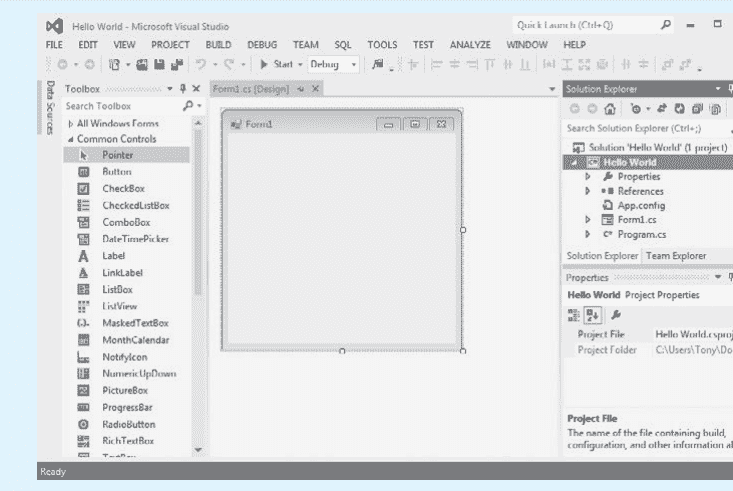 Hello World - Microsoft Visual Studio
Quick Launch (Ctrl+Q)
FILE EDIT VIEW PROJECT BUILD DEBUG TEAM SQL TOOLS TEST ANALYZE WINDOW HELP
Start
Debug
Data Sources
Toolbox
Search Toolbox
All Windows Forms
Common Controls
Pointer
Button
CheckBox
CheckedListBox
ComboBox
DateTimePicker
Label
LinkLabel
ListBox
ListView
MaskedTextBox
MonthCalendar
NotifyIcon
NumericUpDown
PictureBox
ProgressBar
RadioButton
RichTextBox
Form1.cs [Design]
Form1
Solution Explorer
Search Solution Explorer (Ctrl+;)
Solution 'Hello World' (1 project)
Hello World
Properties
References
App.config
Form1.cs
Program.cs
Solution Explorer Team Explorer
Properties
Hello World Project Properties
Project File Hello World.csproj
Project Folder C:\Users\Tony\Do
Project File
The name of the file containing build,
configuration, and other information
Ready